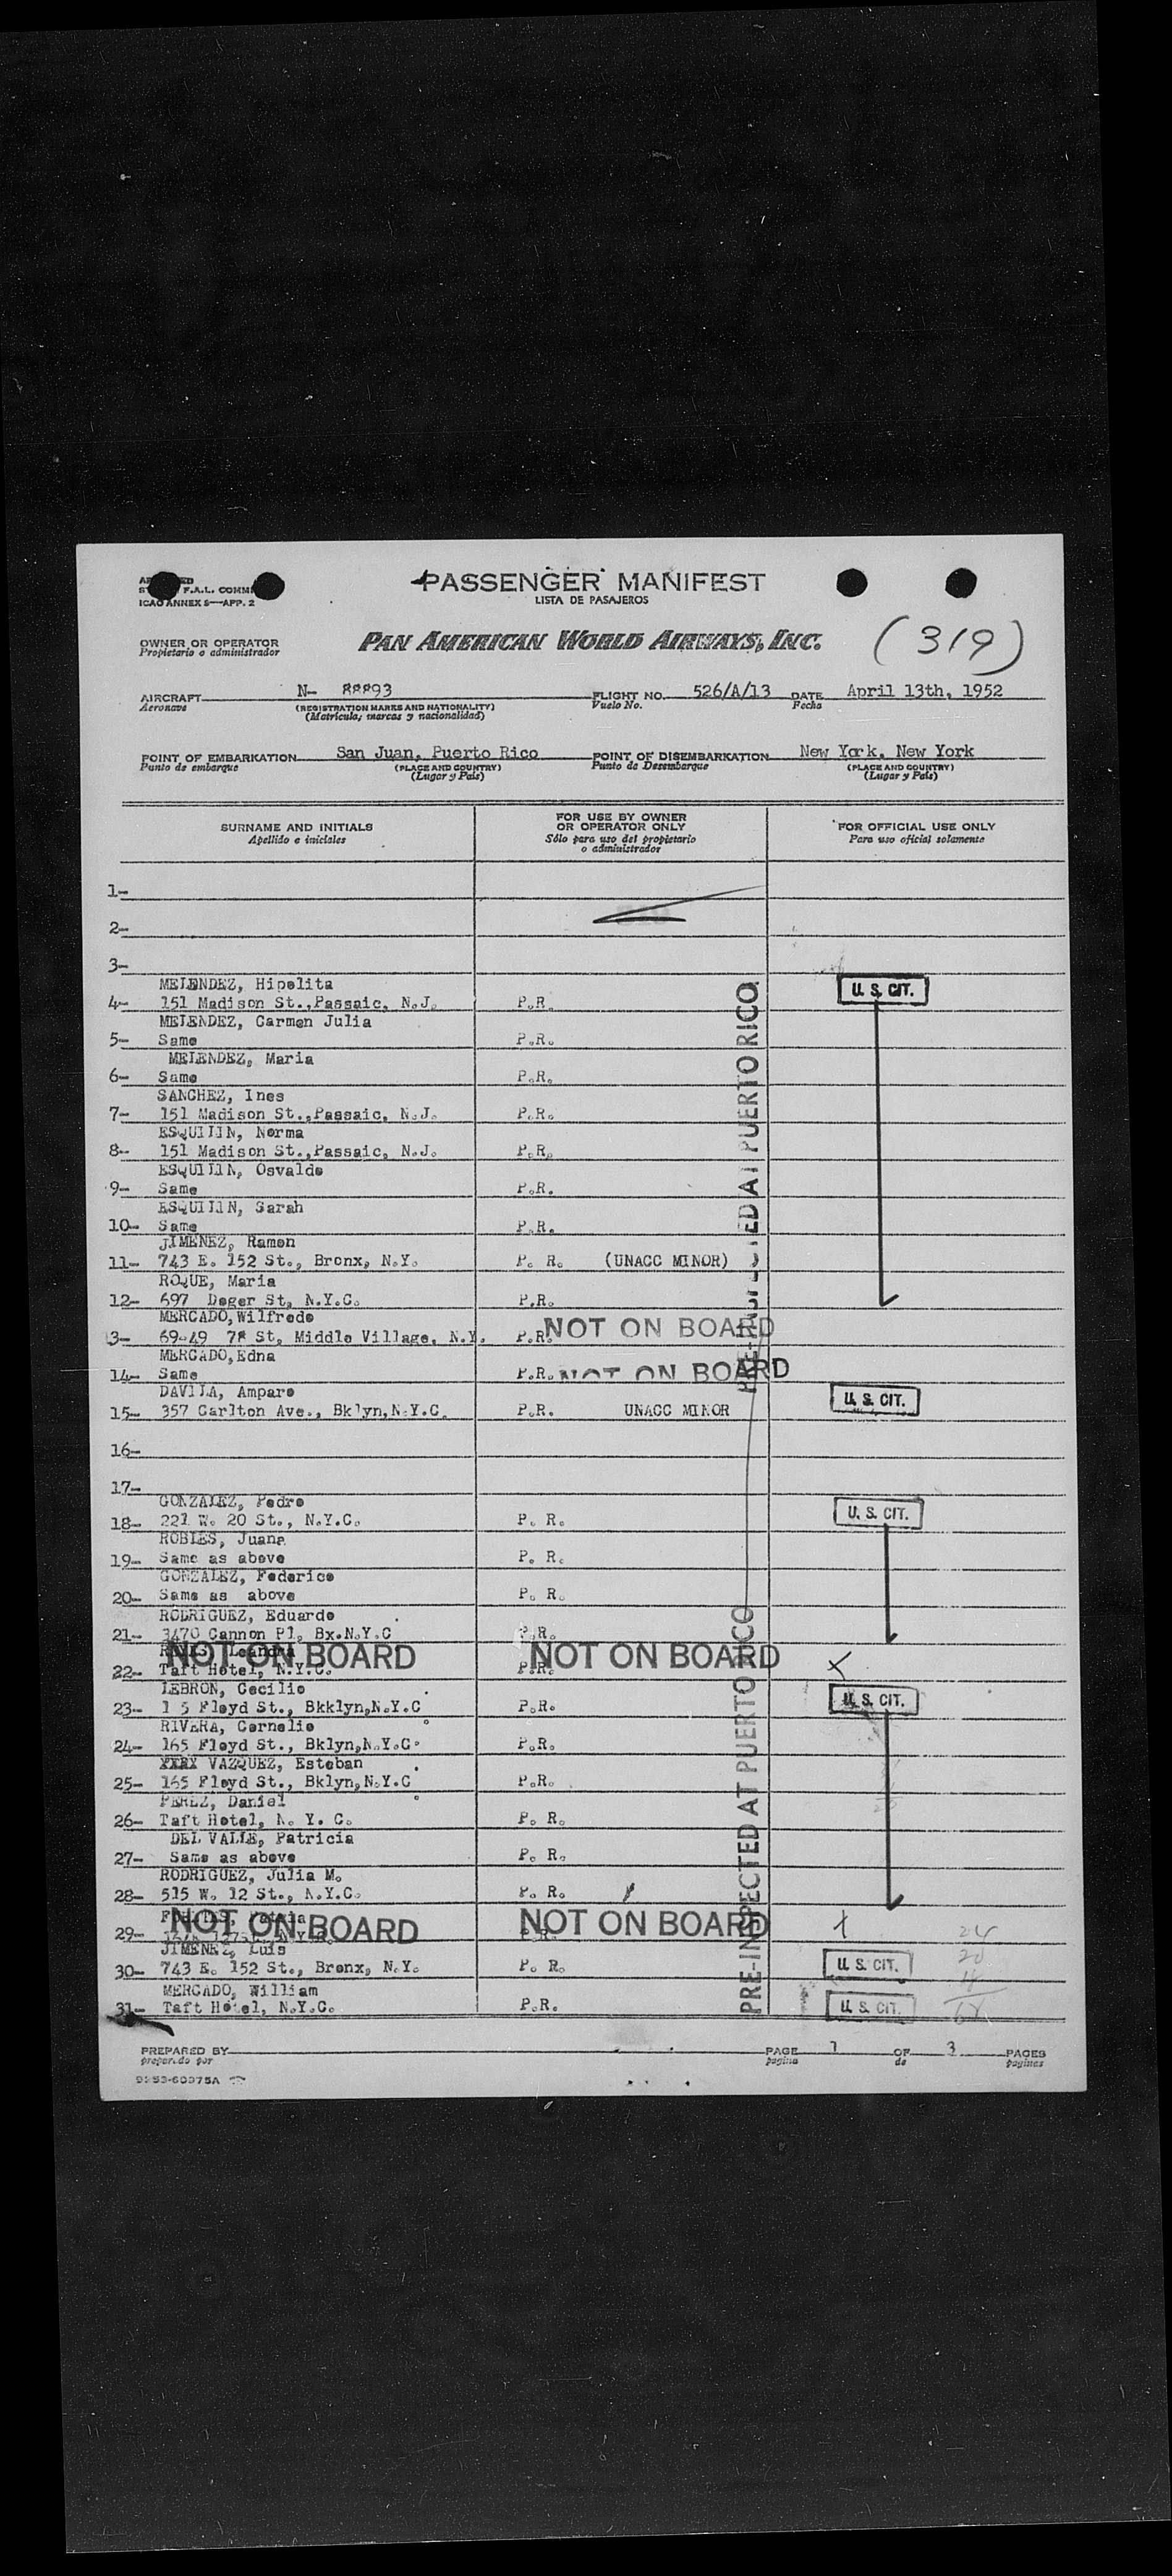 PASSENGER MANIFEST
LISTA DE PASAJEROS
F.A.L. COMMI
ICAO ANNEX 9—APP. 2
OWNER OR OPERATOR
Propietario o administrador
PAN AMERICAN WORLD AIRWAYS, INC.
(319)
AIRCRAFT N- 88893 FLIGHT NO. 526/A/13 DATE April 13th, 1952
Aeronave (REGISTRATION MARKS AND NATIONALITY) Vuelo No. Fecha
(Matrícula, marcas y nacionalidad)
POINT OF EMBARKATION San Juan, Puerto Rico POINT OF DISEMBARKATION New York, New York
Punto de embarque (PLACE AND COUNTRY) Punto de Desembarque (PLACE AND COUNTRY)
(Lugar y País) (Lugar y País)
SURNAME AND INITIALS
Apellido e iniciales
FOR USE BY OWNER
OR OPERATOR ONLY
Sólo para uso del propietario
o administrador
FOR OFFICIAL USE ONLY
Para uso oficial solamente
1-
2-
3-
MELENDEZ, Hipolita U. S. CIT.
4- 151 Madison St.,Passaic, N.J. P.R.
MELENDEZ, Carmen Julia
5- Same P.R.
MELENDEZ, Maria
6- Same P.R.
SANCHEZ, Ines
7- 151 Madison St.,Passaic, N.J. P.R.
ESQUILIN, Norma
8- 151 Madison St.,Passaic, N.J. P.R.
ESQUILIN, Osvaldo
9- Same P.R.
ESQUILIN, Sarah
10- Same P.R.
JIMENEZ, Ramon
11- 743 E. 152 St., Bronx, N.Y. P. R. (UNACC MINOR)
ROQUE, Maria
12- 697 Deger St, N.Y.C. P.R.
MERCADO,Wilfredo
3- 69-49 78 St, Middle Village, N.Y. P.R. NOT ON BOARD
MERCADO,Edna
14- Same P.R. NOT ON BOARD
DAVILA, Amparo U. S. CIT.
15- 357 Carlton Ave., Bklyn,N.Y.C. P.R. UNACC MINOR
PRE-INSPECTED AT PUERTO RICO
16-
17-
GONZALEZ, Pedro U. S. CIT.
18- 221 W. 20 St., N.Y.C. P. R.
ROBLES, Juana
19- Same as above P. R.
GONZALEZ, Federico
20- Same as above P. R.
RODRIGUEZ, Eduardo
21- 3470 Cannon Pl, Bx.N.Y.C P.R.
NOT ON BOARD NOT ON BOARD
22- Taft Hotel, N.Y.C. P.R. X
LEBRON, Cecilio U. S. CIT.
23- 1 5 Floyd St., Bkklyn,N.Y.C P.R.
RIVERA, Cornelio
24- 165 Floyd St., Bklyn,N.Y.C. P.R.
XXRX VAZQUEZ, Esteban
25- 165 Floyd St., Bklyn,N.Y.C P.R.
PEREZ, Daniel
26- Taft Hotel, N. Y. C. P. R.
DEL VALLE, Patricia
27- Same as above P. R.
RODRIGUEZ, Julia M.
28- 515 W. 12 St., N.Y.C. P. R.
NOT ON BOARD NOT ON BOARD X
29- P.R. 24
JIMENEZ, Luis 20
30- 743 E. 152 St., Bronx, N.Y. P. R. U. S. CIT.
MERCADO, William
31- Taft Hotel, N.Y.C. P.R. U. S. CIT.
PRE-INSPECTED AT PUERTO RICO
PREPARED BY PAGE 1 OF 3 PAGES
preparado por pagina de paginas